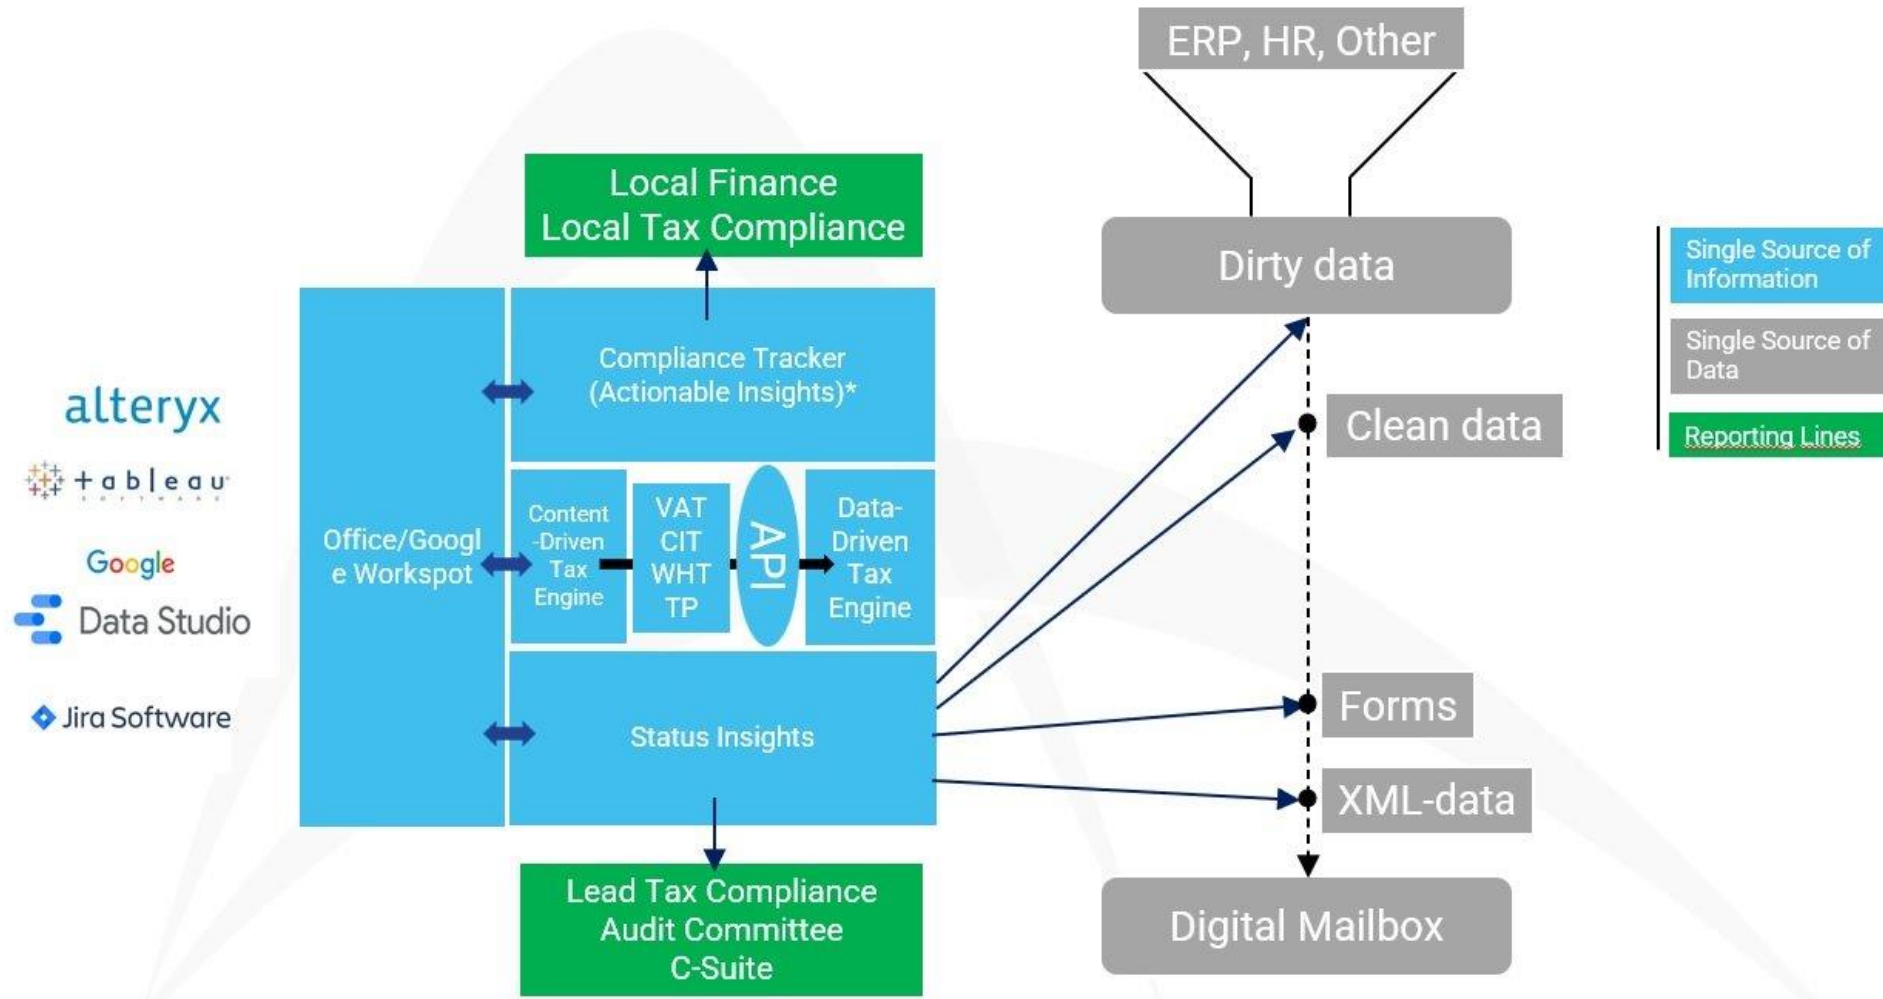 ERP, HR, Other
Local Finance
Local Tax Compliance
Dirty data
Single Source of
Information
Single Source of
Data
Reporting Lines
Compliance Tracker
(Actionable Insights)*
Clean data
alteryx
+ableau
SOFTWARE
Google
Data Studio
Jira Software
Office/Googl
e Workspot
Content
-Driven
Tax
Engine
VAT
CIT
WHT
TP
API
Data-
Driven
Tax
Engine
Status Insights
Forms
XML-data
Lead Tax Compliance
Audit Committee
C-Suite
Digital Mailbox